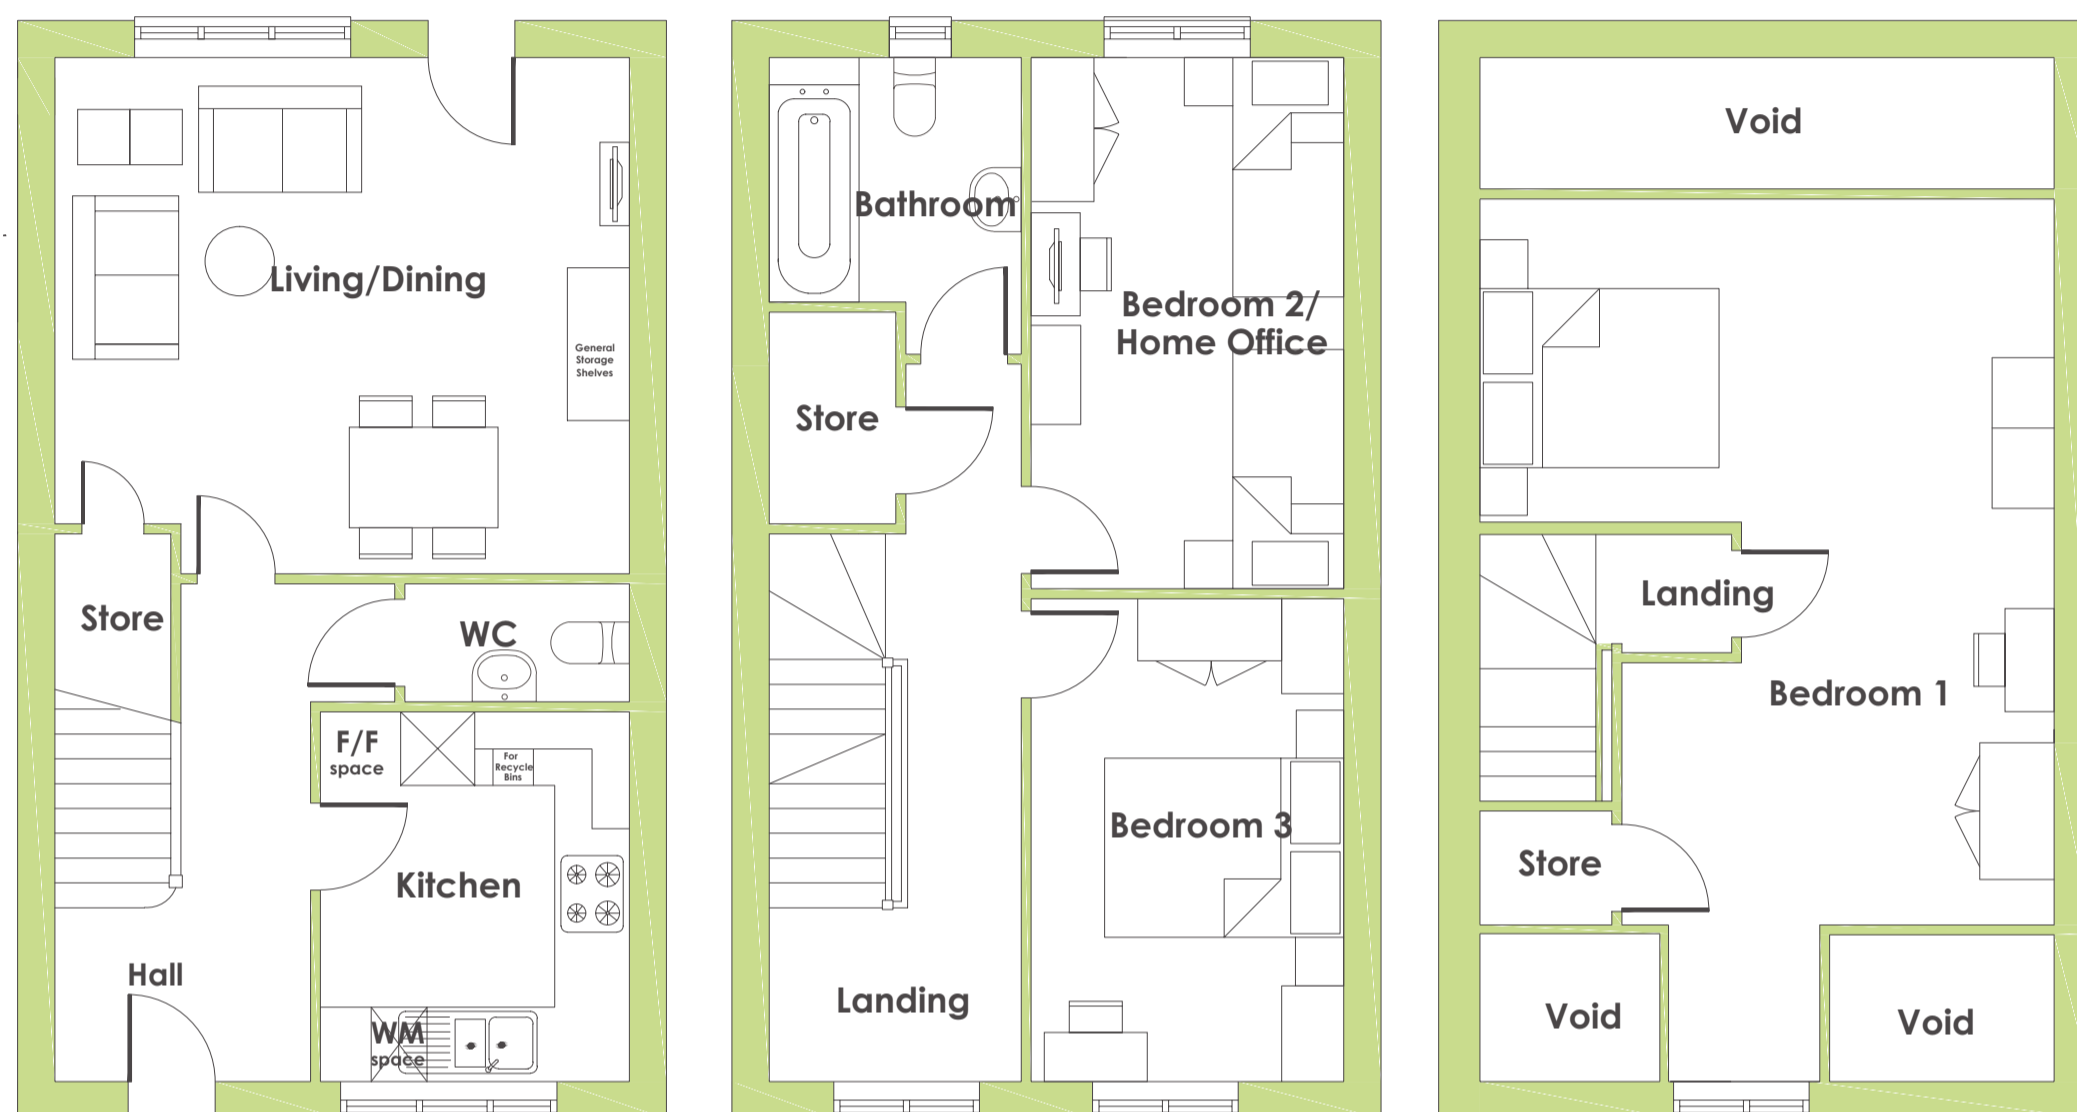 Living/Dining
General
Storage
Shelves
Store
WC
F/F
space
For
Recycle
Bins
Kitchen
Hall
WM
space
Bathroom
Bedroom 2/
Home Office
Store
Bedroom 3
Landing
Void
Landing
Bedroom 1
Store
Void
Void